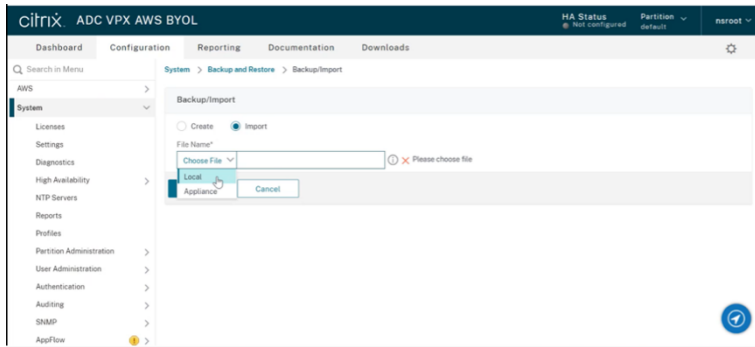 citrix. ADC VPX AWS BYOL
HA Status
Not configured
Partition
default
nsroot
Dashboard Configuration Reporting Documentation Downloads
Search in Menu
System > Backup and Restore > Backup/Import
AWS
System
Licenses
Settings
Diagnostics
High Availability
NTP Servers
Reports
Profiles
Partition Administration
User Administration
Authentication
Auditing
SNMP
AppFlow
Backup/Import
Create Import
File Name*
Choose File
Please choose file
Local
Appliance
Cancel